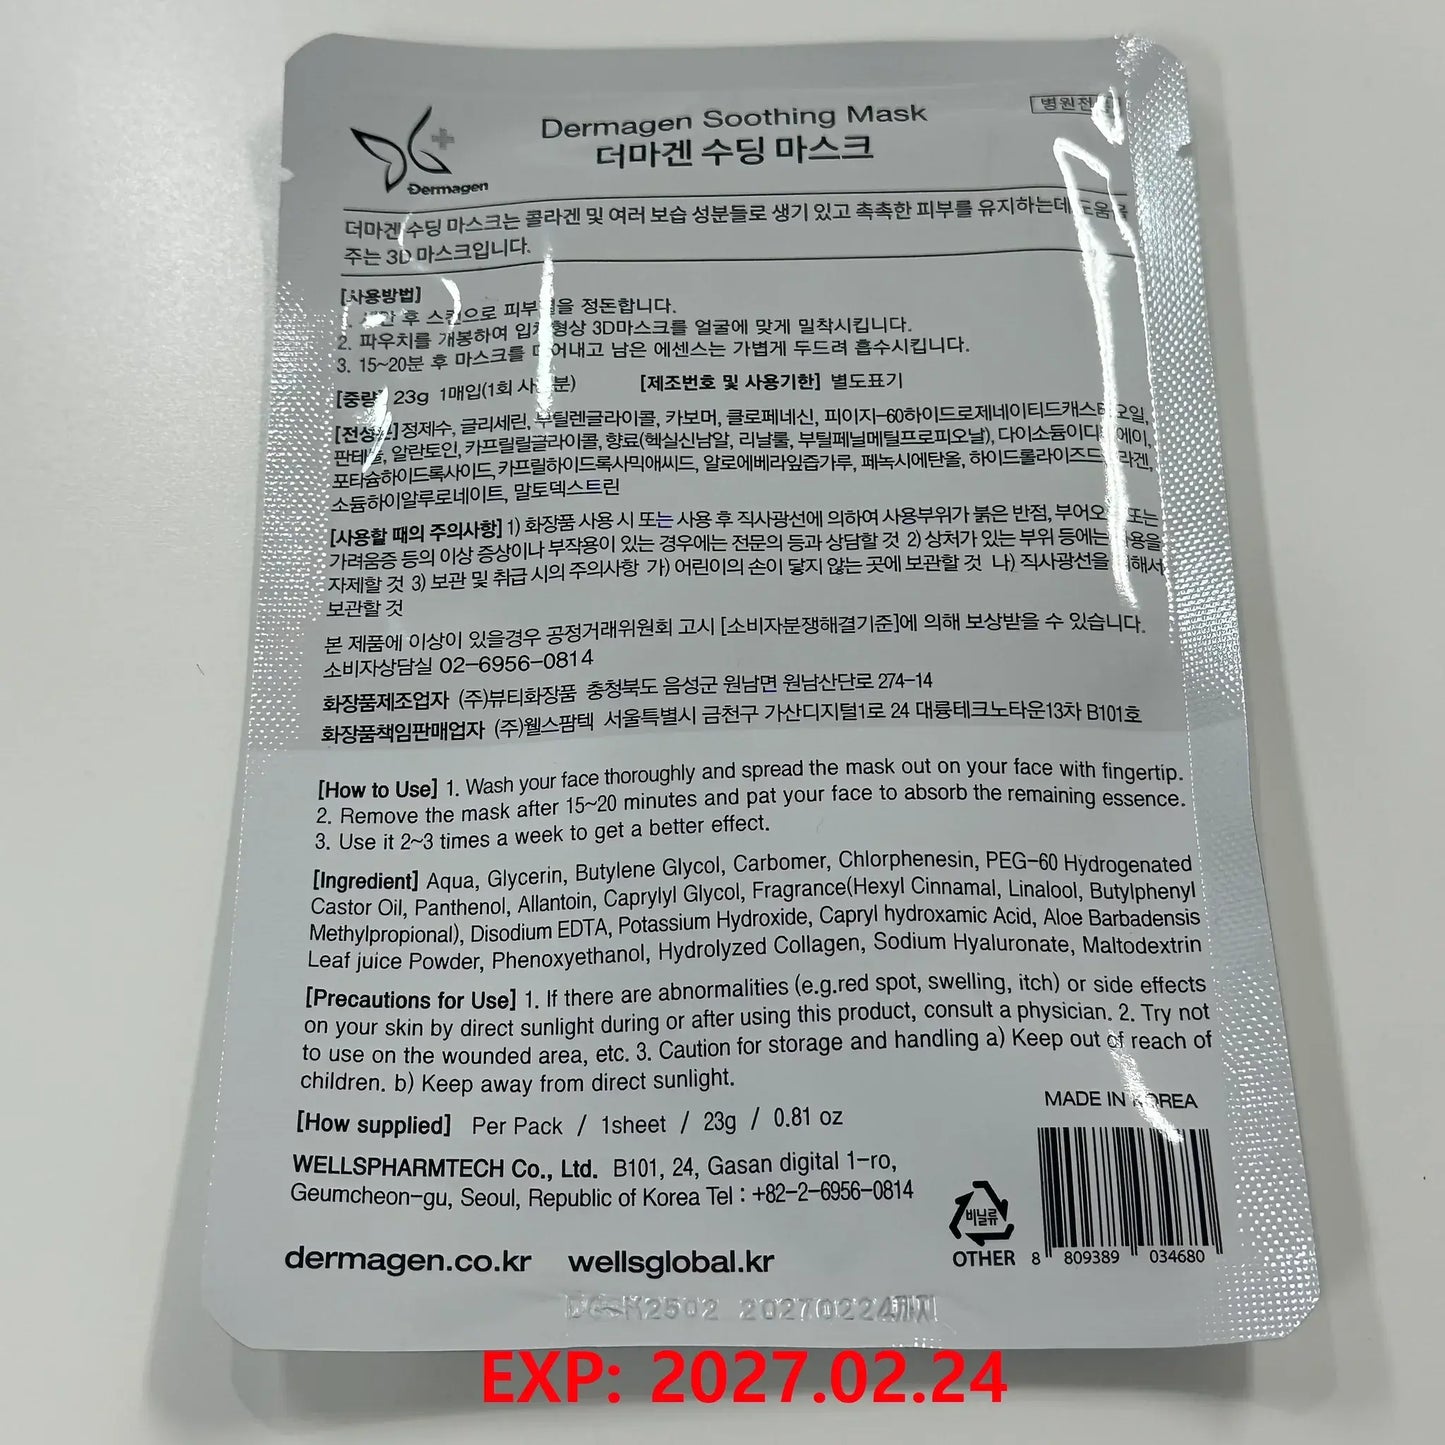 Dermagen Soothing Mask
더마겐 수딩 마스크
Dermagen
더마겐 수딩 마스크는 콜라겐 및 여러 보습 성분들로 생기 있고 촉촉한 피부를 유지하는데 도움을
주는 3D 마스크입니다.
[사용방법]
1. 세안 후 스킨으로 피부결을 정돈합니다.
2. 파우치를 개봉하여 입체형상 3D마스크를 얼굴에 맞게 밀착시킵니다.
3. 15~20분 후 마스크를 떼어내고 남은 에센스는 가볍게 두드려 흡수시킵니다.
[중량] 23g 1매입(1회 사용분) [제조번호 및 사용기한] 별도표기
[전성분] 정제수, 글리세린, 부틸렌글라이콜, 카보머, 클로페네신, 피이지-60하이드로제네이티드캐스터오일,
판테놀, 알란토인, 카프릴릴글라이콜, 향료(헥실신남알, 리날룰, 부틸페닐메틸프로피오날), 다이소듐이디티에이,
포타슘하이드록사이드, 카프릴하이드록사믹애씨드, 알로에베라잎즙가루, 페녹시에탄올, 하이드롤라이즈드콜라겐,
소듐하이알루로네이트, 말토덱스트린
[사용할 때의 주의사항] 1) 화장품 사용 시 또는 사용 후 직사광선에 의하여 사용부위가 붉은 반점, 부어오름 또는
가려움증 등의 이상 증상이나 부작용이 있는 경우에는 전문의 등과 상담할 것 2) 상처가 있는 부위 등에는 사용을
자제할 것 3) 보관 및 취급 시의 주의사항 가) 어린이의 손이 닿지 않는 곳에 보관할 것 나) 직사광선을 피해서
보관할 것
본 제품에 이상이 있을경우 공정거래위원회 고시 [소비자분쟁해결기준]에 의해 보상받을 수 있습니다.
소비자상담실 02-6956-0814
화장품제조업자 (주)뷰티화장품 충청북도 음성군 원남면 원남산단로 274-14
화장품책임판매업자 (주)웰스팜텍 서울특별시 금천구 가산디지털1로 24 대륭테크노타운13차 B101호
[How to Use] 1. Wash your face thoroughly and spread the mask out on your face with fingertip.
2. Remove the mask after 15~20 minutes and pat your face to absorb the remaining essence.
3. Use it 2~3 times a week to get a better effect.
[Ingredient] Aqua, Glycerin, Butylene Glycol, Carbomer, Chlorphenesin, PEG-60 Hydrogenated
Castor Oil, Panthenol, Allantoin, Caprylyl Glycol, Fragrance(Hexyl Cinnamal, Linalool, Butylphenyl
Methylpropional), Disodium EDTA, Potassium Hydroxide, Capryl hydroxamic Acid, Aloe Barbadensis
Leaf juice Powder, Phenoxyethanol, Hydrolyzed Collagen, Sodium Hyaluronate, Maltodextrin
[Precautions for Use] 1. If there are abnormalities (e.g.red spot, swelling, itch) or side effects
on your skin by direct sunlight during or after using this product, consult a physician. 2. Try not
to use on the wounded area, etc. 3. Caution for storage and handling a) Keep out of reach of
children. b) Keep away from direct sunlight.
[How supplied] Per Pack / 1sheet / 23g / 0.81 oz
MADE IN KOREA
WELLSPHARMTECH Co., Ltd. B101, 24, Gasan digital 1-ro,
Geumcheon-gu, Seoul, Republic of Korea Tel : +82-2-6956-0814
비닐류
OTHER
8 809389 034680
dermagen.co.kr wellsglobal.kr
20270224까지
EXP: 2027.02.24